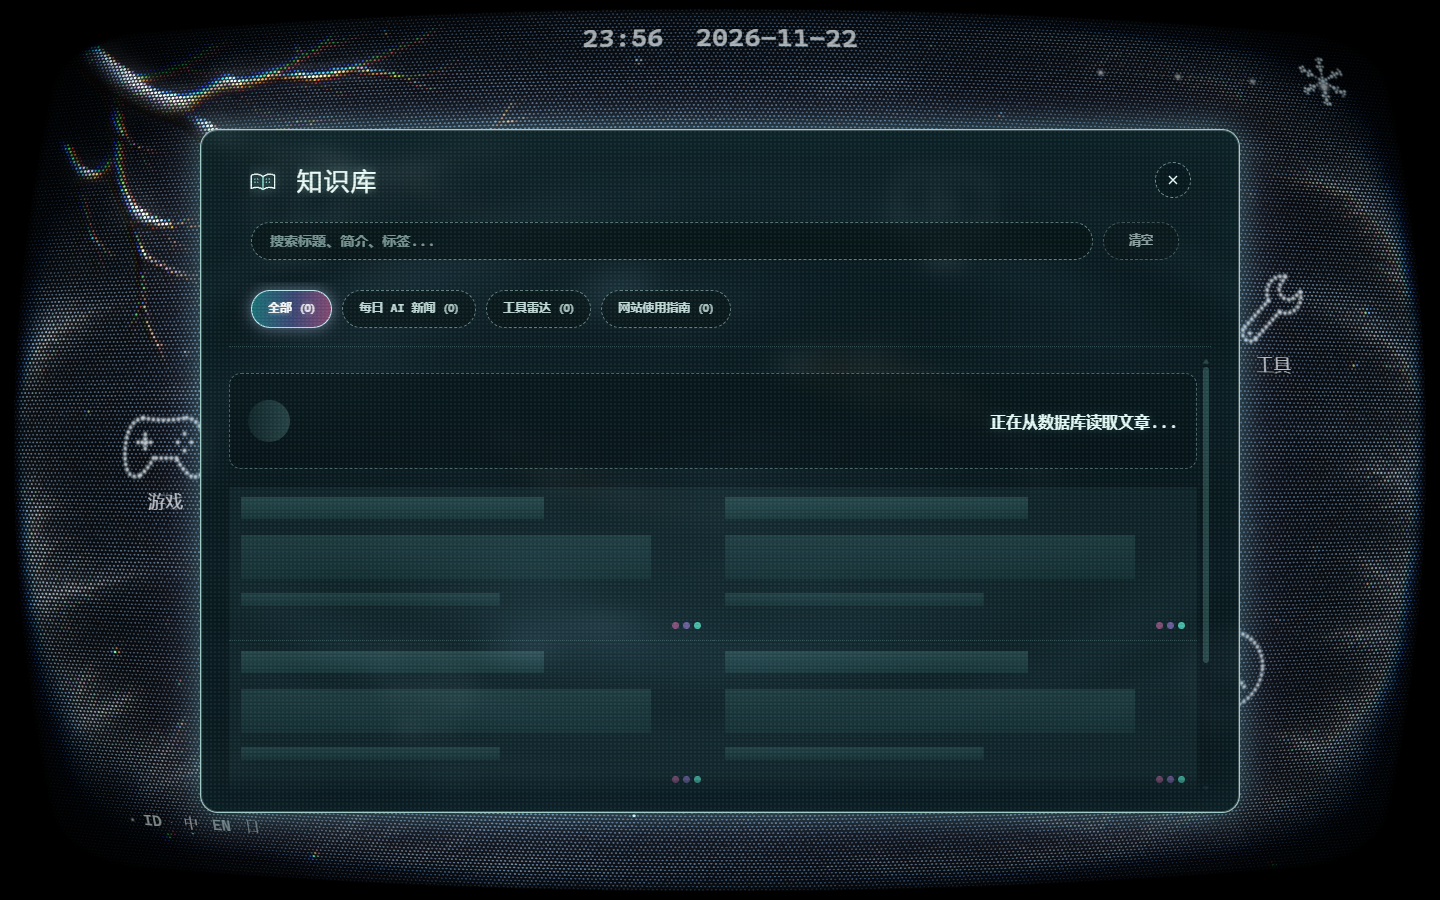 23:56 2026-11-22
知识库
×
搜索标题、简介、标签...
清空
全部 (0)
每日 AI 新闻 (0)
工具雷达 (0)
网站使用指南 (0)
工具
正在从数据库读取文章...
游戏
· ID 中 EN